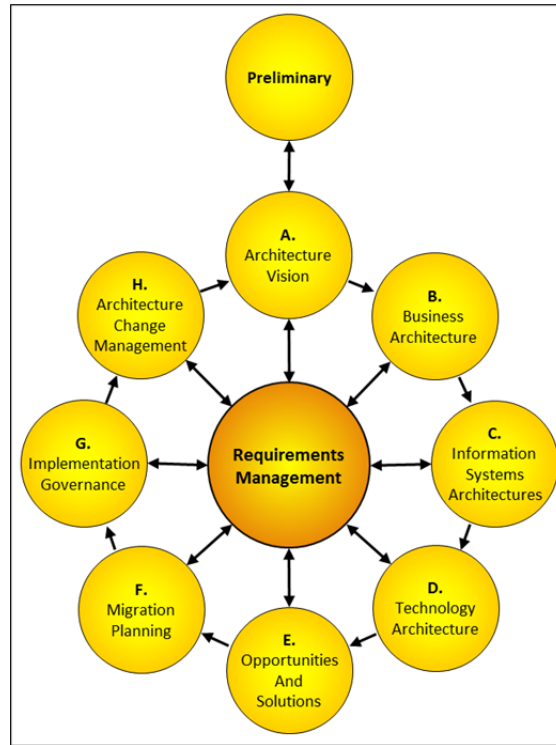 Preliminary
A.
Architecture
Vision
B.
Business
Architecture
C.
Information
Systems
Architectures
D.
Technology
Architecture
E.
Opportunities
And
Solutions
F.
Migration
Planning
G.
Implementation
Governance
H.
Architecture
Change
Management
Requirements
Management